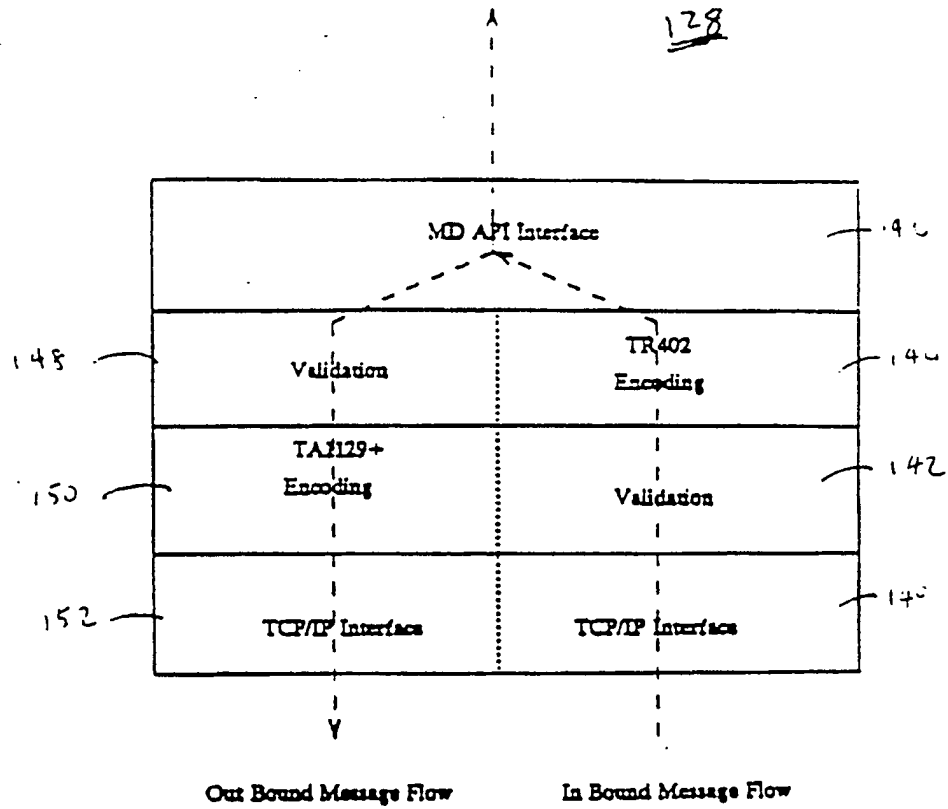 128
MD API Interface
148
Validation
TR402
Encoding
150
TA1129+
Encoding
Validation
142
152
TCP/IP Interface
TCP/IP Interface
Out Bound Message Flow
In Bound Message Flow